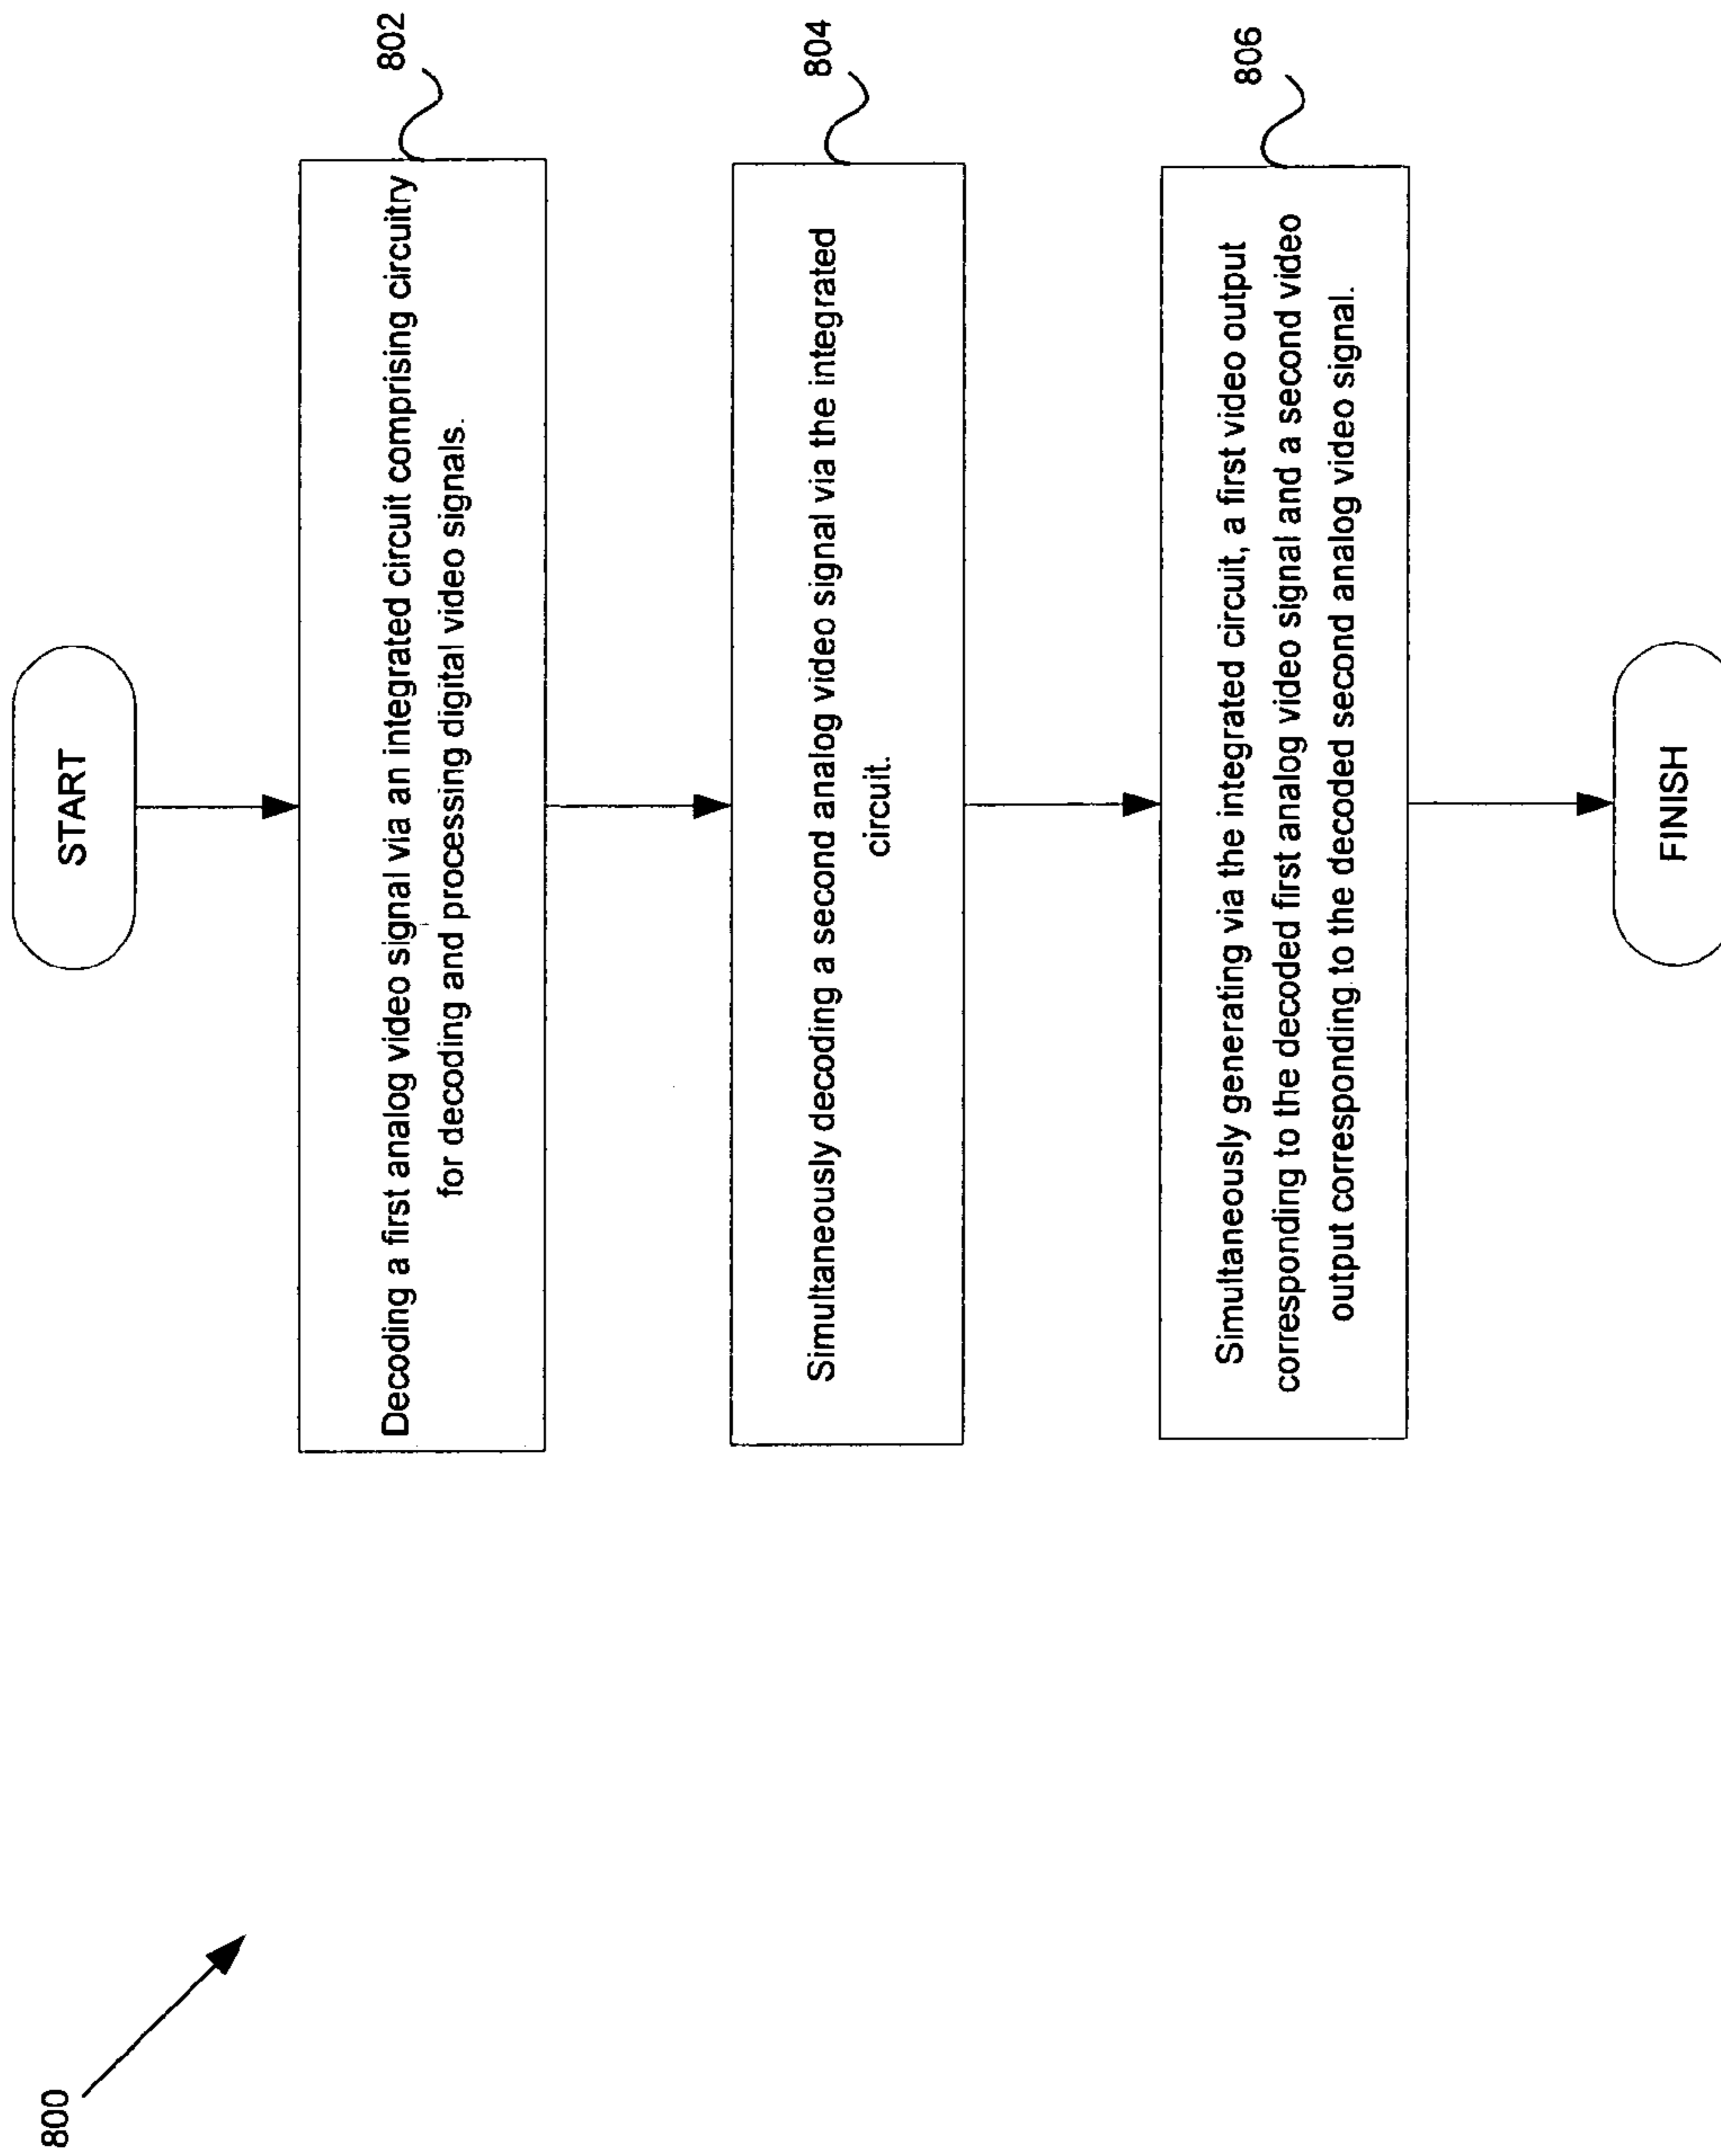 800
START
Decoding a first analog video signal via an integrated circuit comprising circuitry
for decoding and processing digital video signals.
802
Simultaneously decoding a second analog video signal via the integrated
circuit.
804
Simultaneously generating via the integrated circuit, a first video output
corresponding to the decoded first analog video signal and a second video
output corresponding to the decoded second analog video signal.
806
FINISH